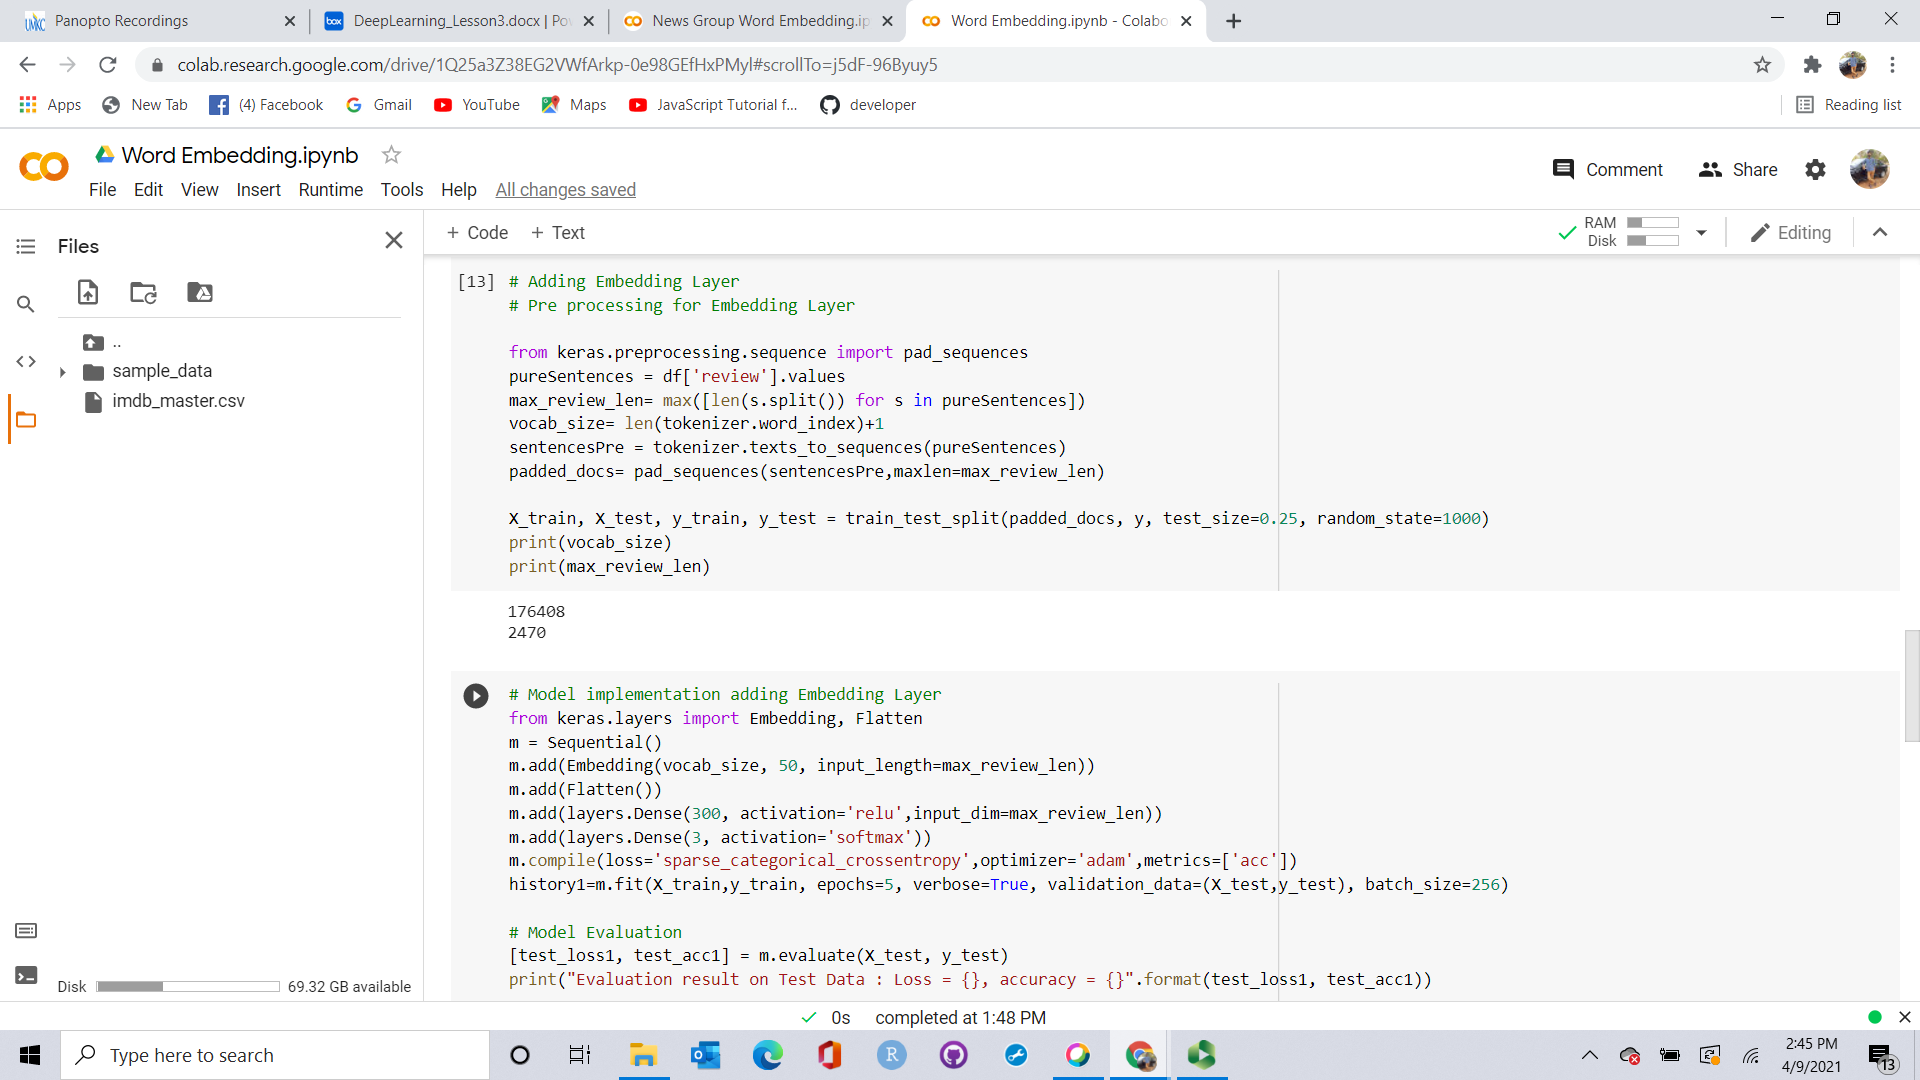 Panopto Recordings
DeepLearning_Lesson3.docx | Pov
News Group Word Embedding.ip
Word Embedding.ipynb - Colabo
colab.research.google.com/drive/1Q25a3Z38EG2VWfArkp-0e98GEfHxPMyl#scrollTo=j5dF-96Byuy5
Apps New Tab (4) Facebook Gmail YouTube Maps JavaScript Tutorial f... developer Reading list
Word Embedding.ipynb
File Edit View Insert Runtime Tools Help All changes saved
Comment Share
Files
+ Code + Text
RAM
Disk
Editing
..
sample_data
imdb_master.csv
Disk 69.32 GB available
[13] # Adding Embedding Layer
# Pre processing for Embedding Layer
from keras.preprocessing.sequence import pad_sequences
pureSentences = df['review'].values
max_review_len= max([len(s.split()) for s in pureSentences])
vocab_size= len(tokenizer.word_index)+1
sentencesPre = tokenizer.texts_to_sequences(pureSentences)
padded_docs= pad_sequences(sentencesPre,maxlen=max_review_len)
X_train, X_test, y_train, y_test = train_test_split(padded_docs, y, test_size=0.25, random_state=1000)
print(vocab_size)
print(max_review_len)
176408
2470
# Model implementation adding Embedding Layer
from keras.layers import Embedding, Flatten
m = Sequential()
m.add(Embedding(vocab_size, 50, input_length=max_review_len))
m.add(Flatten())
m.add(layers.Dense(300, activation='relu',input_dim=max_review_len))
m.add(layers.Dense(3, activation='softmax'))
m.compile(loss='sparse_categorical_crossentropy',optimizer='adam',metrics=['acc'])
history1=m.fit(X_train,y_train, epochs=5, verbose=True, validation_data=(X_test,y_test), batch_size=256)
# Model Evaluation
[test_loss1, test_acc1] = m.evaluate(X_test, y_test)
print("Evaluation result on Test Data : Loss = {}, accuracy = {}".format(test_loss1, test_acc1))
0s completed at 1:48 PM
Type here to search
2:45 PM
4/9/2021
13